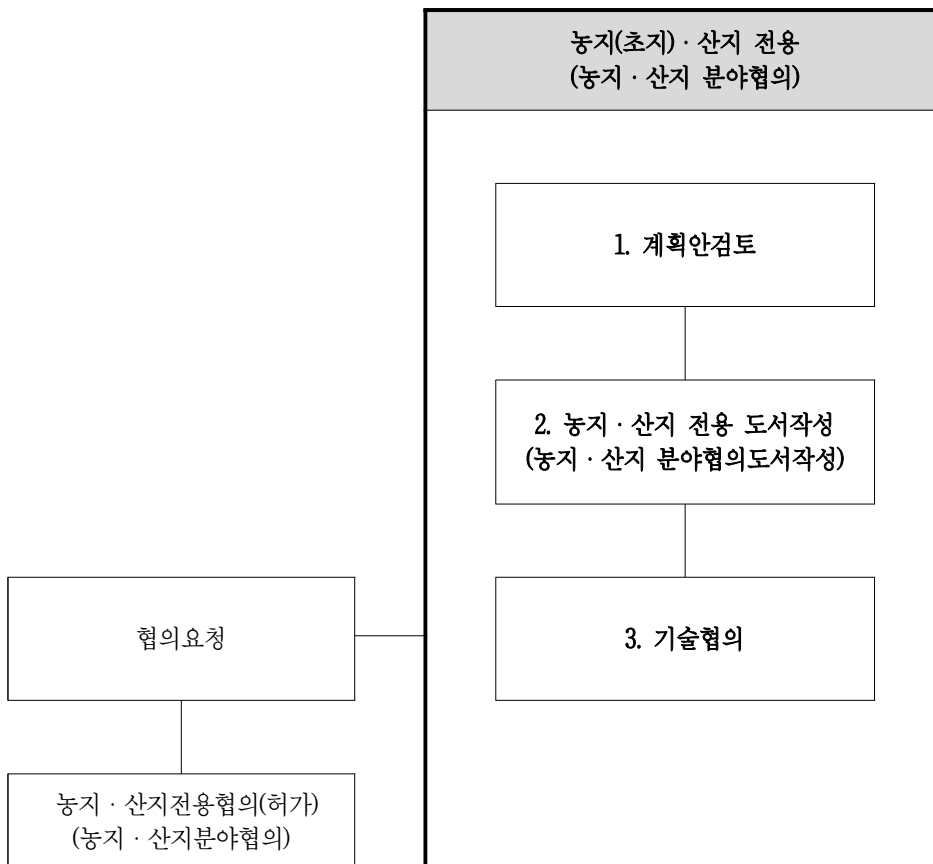 농지(초지) · 산지 전용
(농지 · 산지 분야협의)
1. 계획안검토
2. 농지 · 산지 전용 도서작성
(농지 · 산지 분야협의도서작성)
협의요청
3. 기술협의
농지 · 산지전용협의(허가)
(농지 · 산지분야협의)